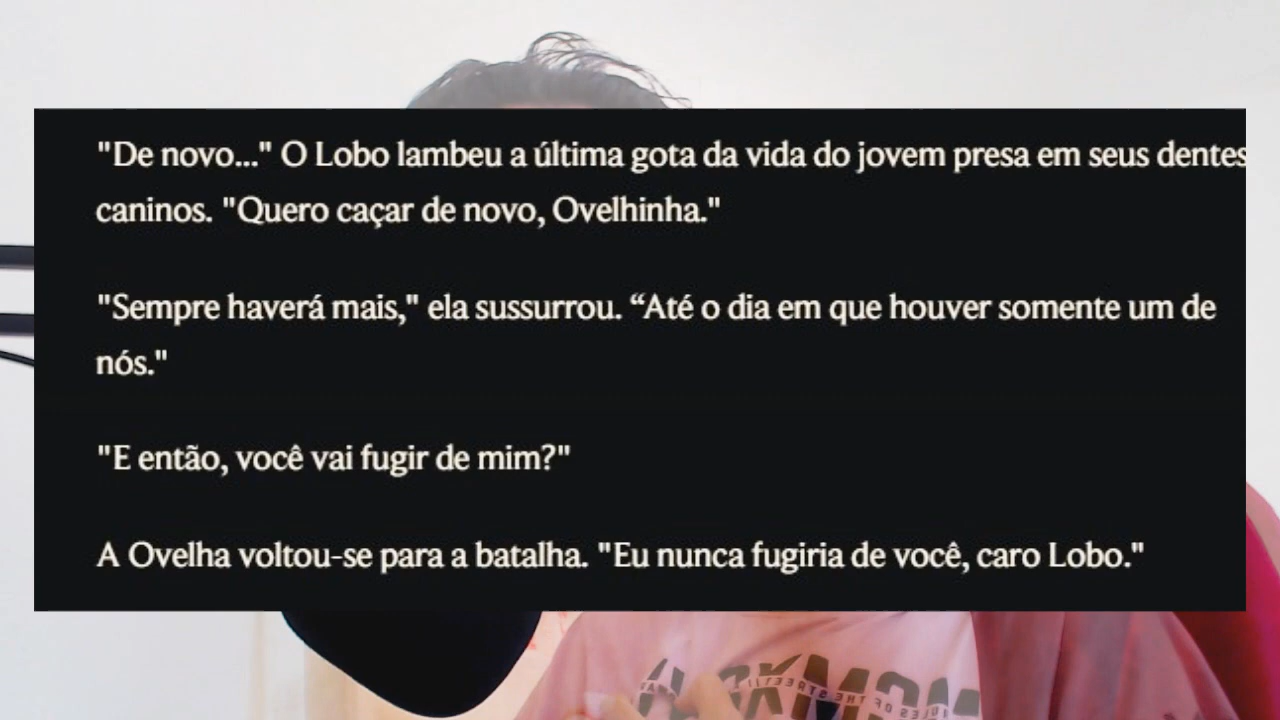 "De novo..." O Lobo lambeu a última gota da vida do jovem presa em seus dentes
caninos. "Quero caçar de novo, Ovelhinha."
"Sempre haverá mais," ela sussurrou. “Até o dia em que houver somente um de
nós."
"E então, você vai fugir de mim?"
A Ovelha voltou-se para a batalha. "Eu nunca fugiria de você, caro Lobo."